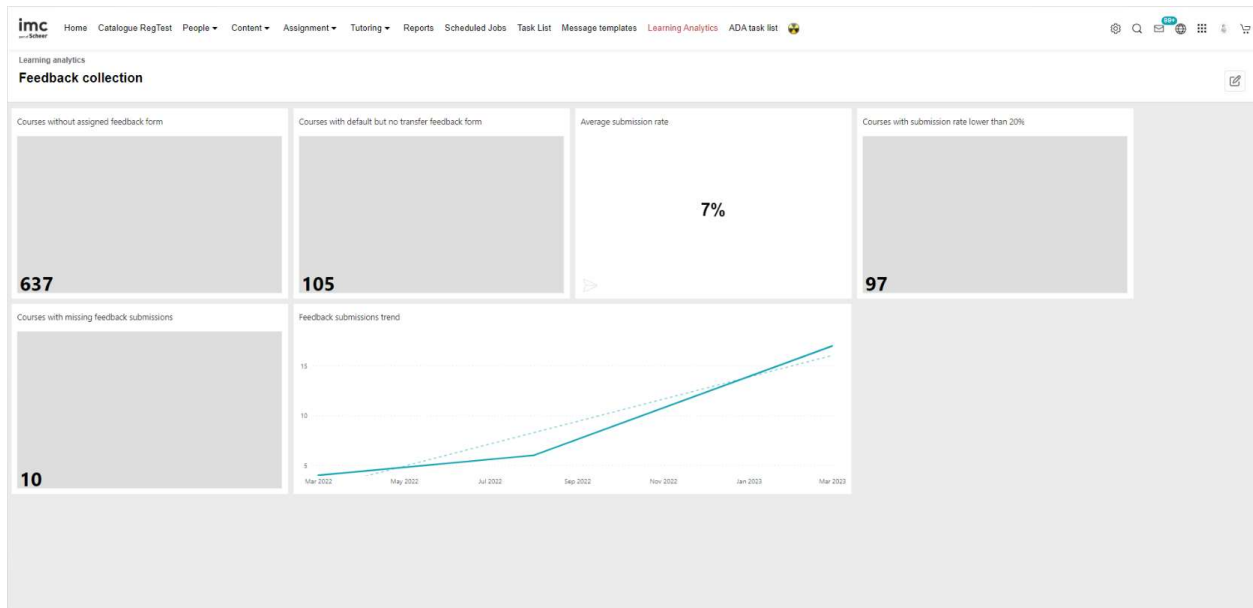 imc
part of Scheer
Home Catalogue RegTest People Content Assignment Tutoring Reports Scheduled Jobs Task List Message templates Learning Analytics ADA task list
99+
Learning analytics
Feedback collection
Courses without assigned feedback form
637
Courses with default but no transfer feedback form
105
Average submission rate
7%
Courses with submission rate lower than 20%
97
Courses with missing feedback submissions
10
Feedback submissions trend
15
10
5
Mar 2022 May 2022 Jul 2022 Sep 2022 Nov 2022 Jan 2023 Mar 2023